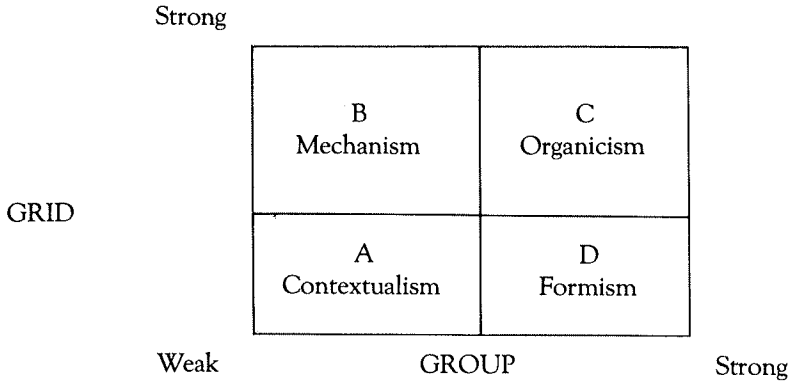 Strong
B
Mechanism
C
Organicism
GRID
A
Contextualism
D
Formism
Weak
GROUP
Strong